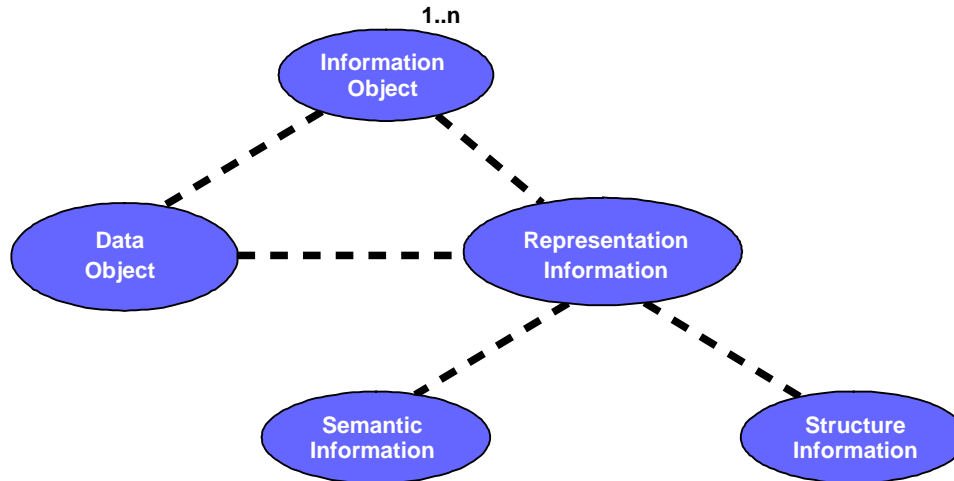 1..n
Information
Object
Data
Object
Representation
Information
Semantic
Information
Structure
Information